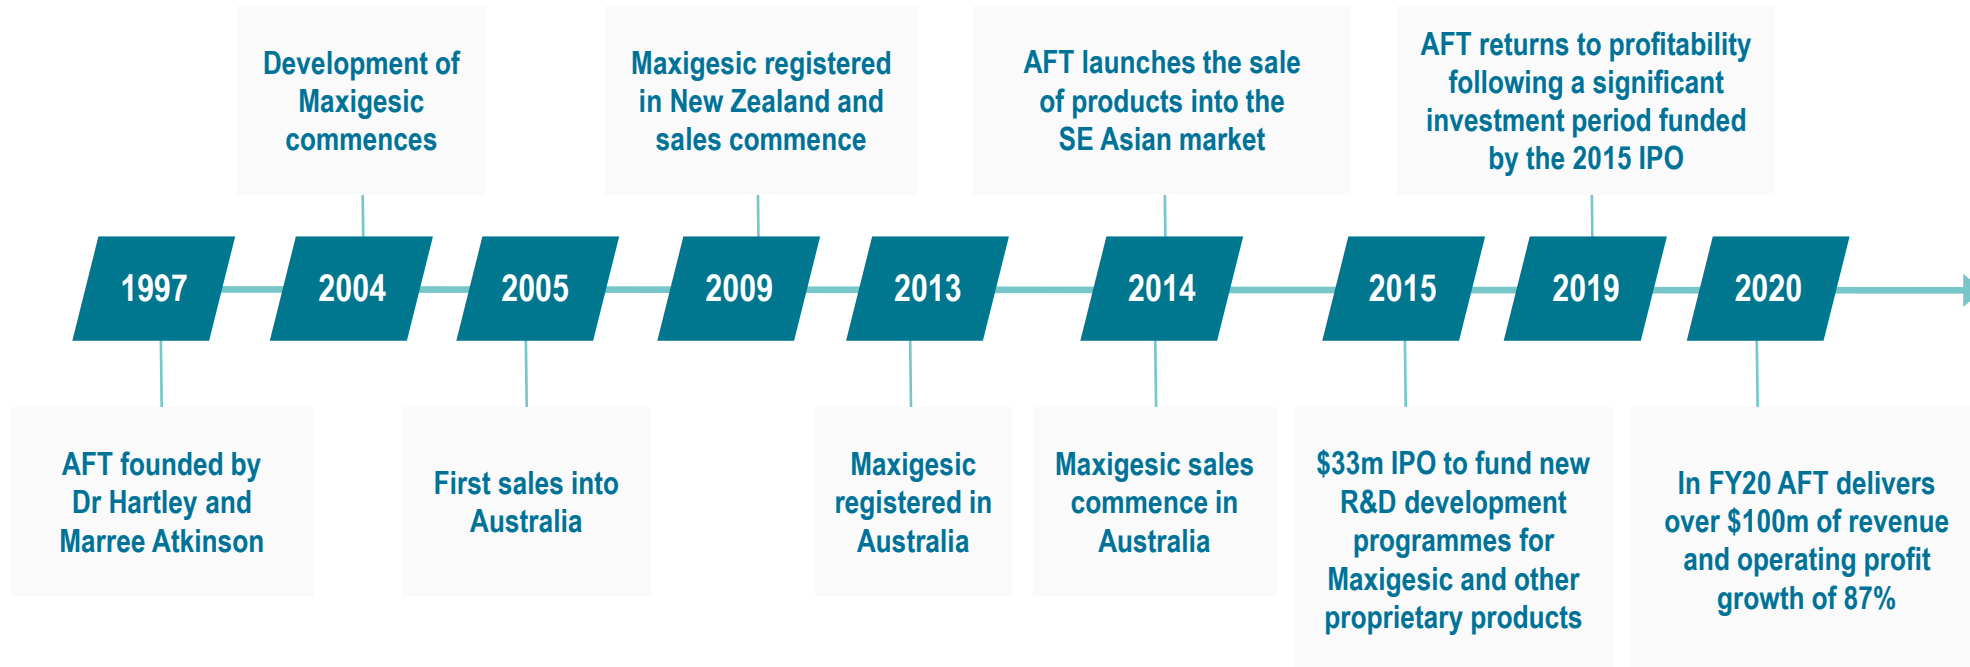 Development of
Maxigesic
commences
Maxigesic registered
in New Zealand and
sales commence
AFT launches the sale
of products into the
SE Asian market
AFT returns to profitability
following a significant
investment period funded
by the 2015 IPO
1997
2004
2005
2009
2013
2014
2015
2019
2020
AFT founded by
Dr Hartley and
Marree Atkinson
First sales into
Australia
Maxigesic
registered in
Australia
Maxigesic sales
commence in
Australia
$33m IPO to fund new
R&D development
programmes for
Maxigesic and other
proprietary products
In FY20 AFT delivers
over $100m of revenue
and operating profit
growth of 87%